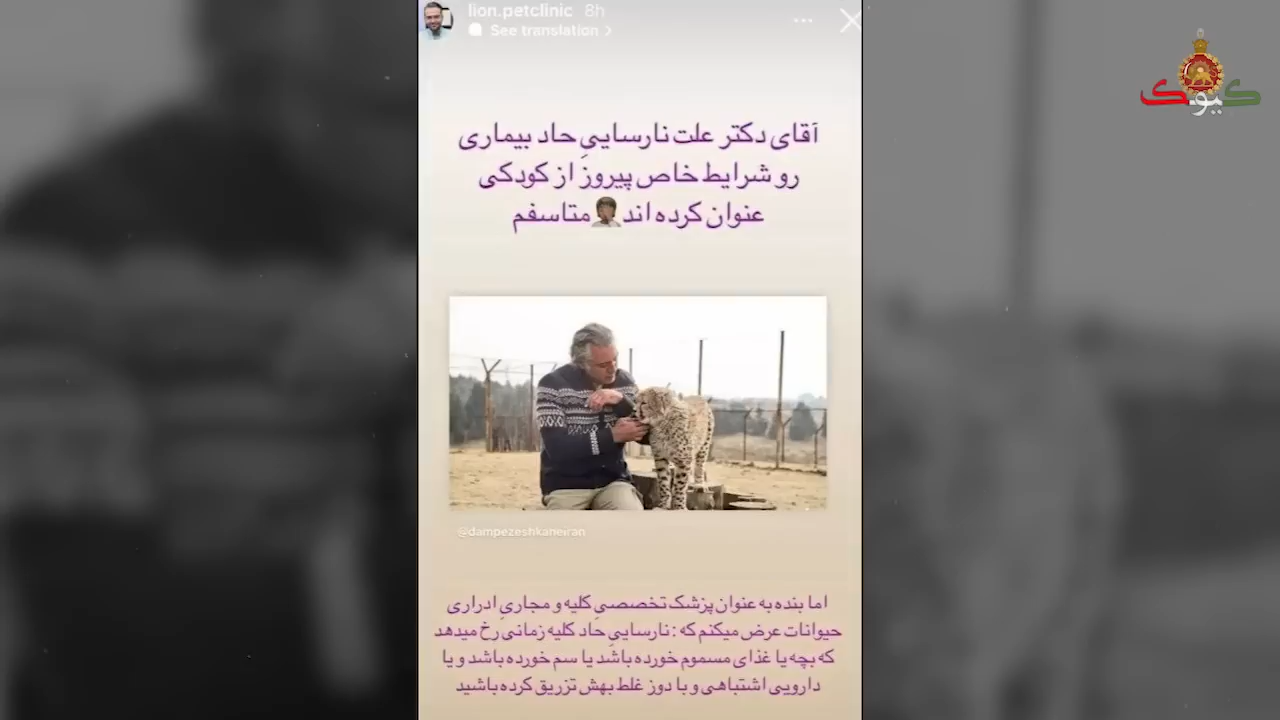 lion.petclinic 8h
See translation
کیوک
آقای دکتر علت نارساییِ حاد بیماری
رو شرایط خاص پیروز از کودکی
عنوان کرده اند🤦متاسفم
@dampezeshkaneiran
اما بنده به عنوان پزشک تخصصیِ کلیه و مجاریِ ادراری
حیوانات عرض میکنم که : نارساییِ حاد کلیه زمانی رخ میدهد
که بچه یا غذای مسموم خورده باشد یا سم خورده باشد و یا
دارویی اشتباهی و با دوز غلط بهش تزریق کرده باشید